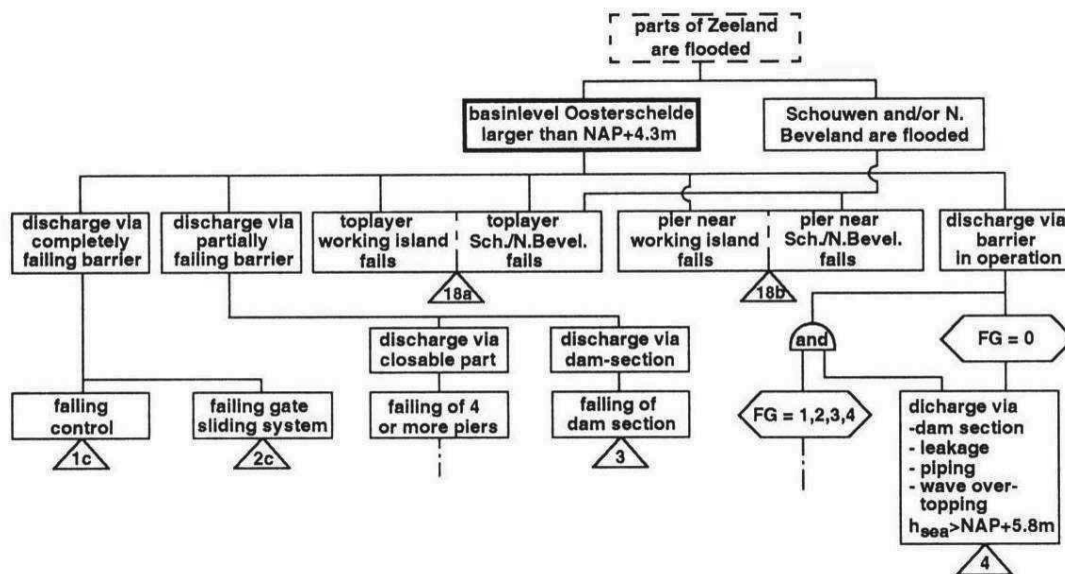 parts of Zeeland
are flooded
basinlevel Oosterschelde
larger than NAP+4.3m
Schouwen and/or N.
Beveland are flooded
discharge via
completely
failing barrier
discharge via
partially
failing barrier
toplayer
working island
fails
toplayer
Sch./N.Bevel.
fails
pier near
working island
fails
pier near
Sch./N.Bevel.
fails
discharge via
barrier
in operation
18a
18b
discharge via
closable part
discharge via
dam-section
and
FG = 0
failing
control
failing gate
sliding system
failing of 4
or more piers
failing of
dam section
FG = 1,2,3,4
dicharge via
-dam section
- leakage
- piping
- wave over-
topping
hsea>NAP+5.8m
1c
2c
3
4